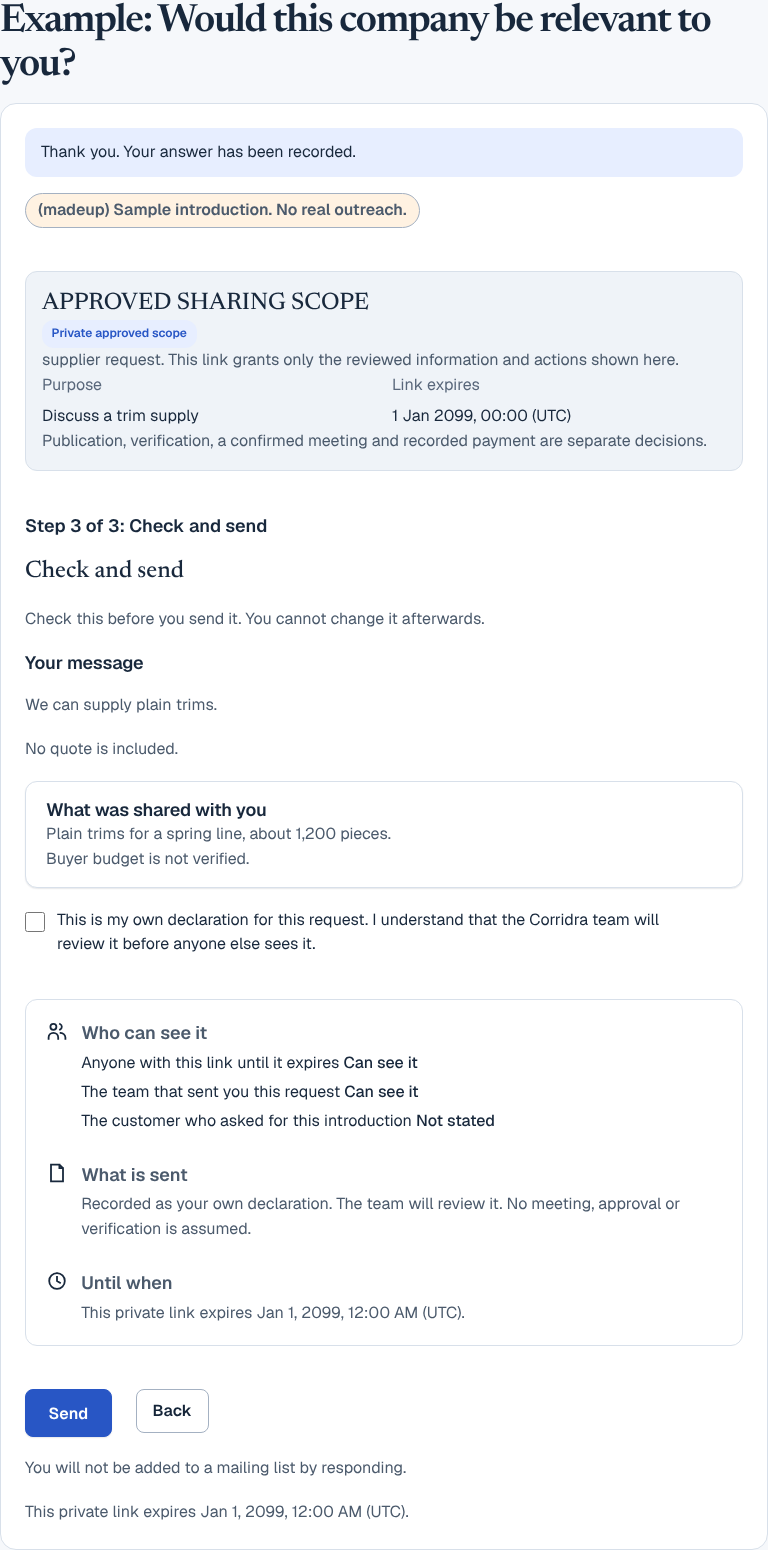 Example: Would this company be relevant to
you?
Thank you. Your answer has been recorded.
(madeup) Sample introduction. No real outreach.
APPROVED SHARING SCOPE
Private approved scope
supplier request. This link grants only the reviewed information and actions shown here.
Purpose
Link expires
Discuss a trim supply
1 Jan 2099, 00:00 (UTC)
Publication, verification, a confirmed meeting and recorded payment are separate decisions.
Step 3 of 3: Check and send
Check and send
Check this before you send it. You cannot change it afterwards.
Your message
We can supply plain trims.
No quote is included.
What was shared with you
Plain trims for a spring line, about 1,200 pieces.
Buyer budget is not verified.
This is my own declaration for this request. I understand that the Corridra team will
review it before anyone else sees it.
Who can see it
Anyone with this link until it expires Can see it
The team that sent you this request Can see it
The customer who asked for this introduction Not stated
What is sent
Recorded as your own declaration. The team will review it. No meeting, approval or
verification is assumed.
Until when
This private link expires Jan 1, 2099, 12:00 AM (UTC).
Send
Back
You will not be added to a mailing list by responding.
This private link expires Jan 1, 2099, 12:00 AM (UTC).